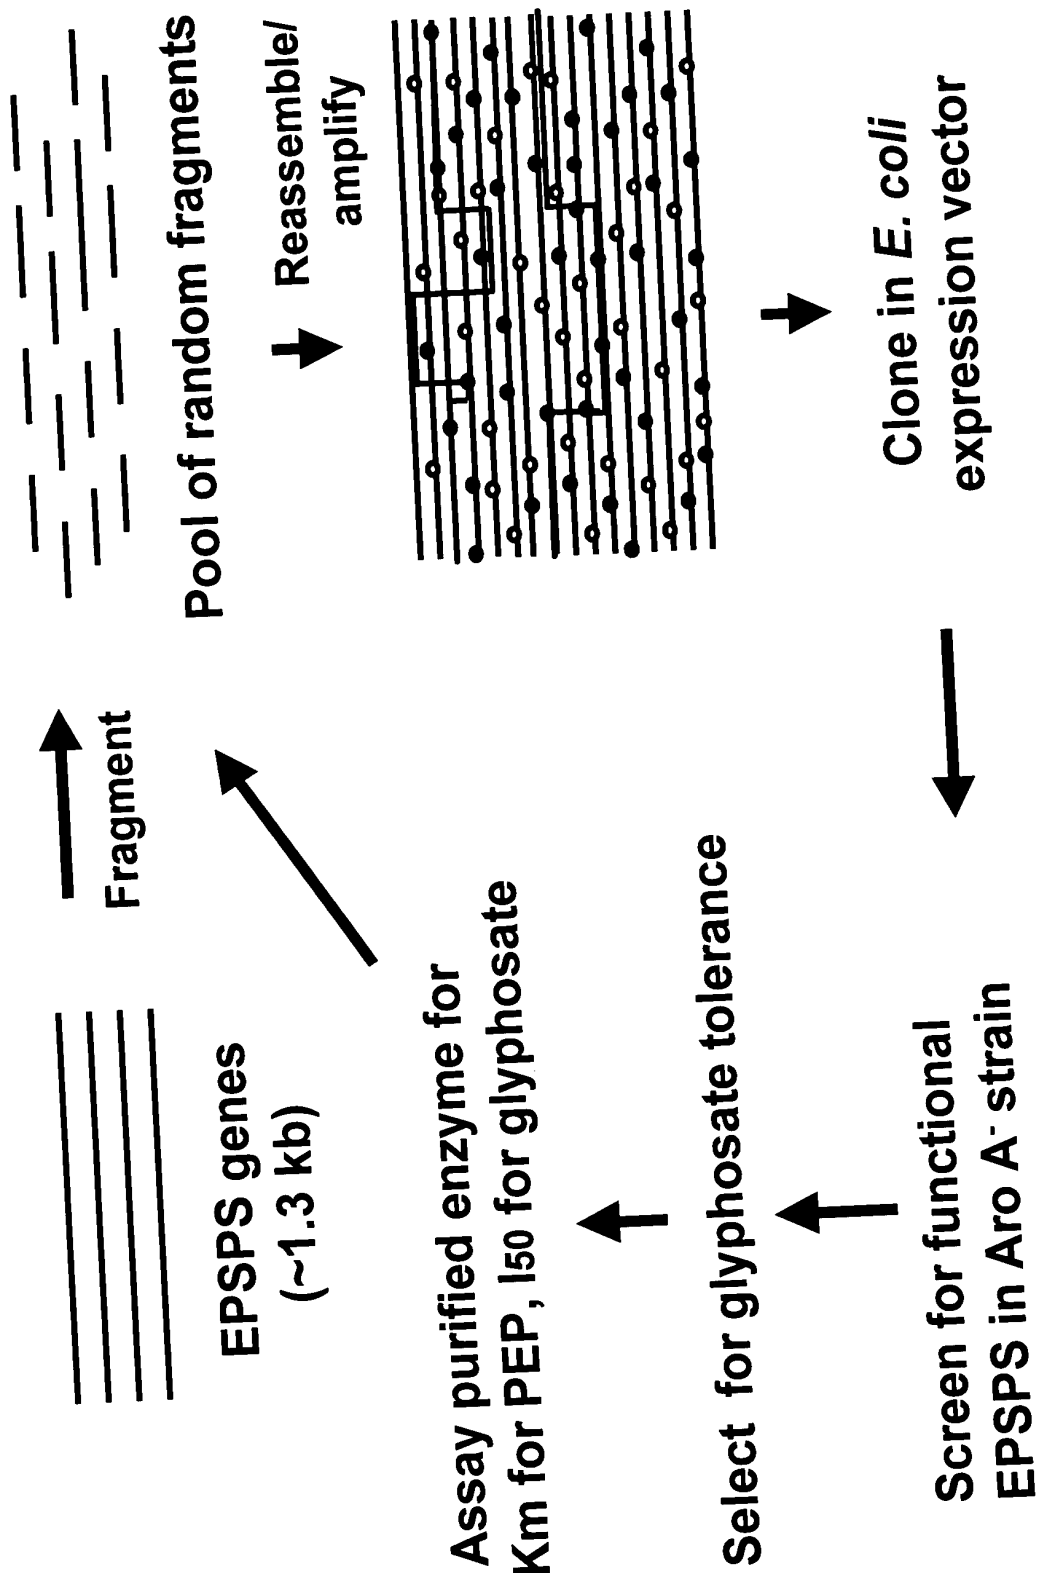 EPSPS genes
(~1.3 kb)
Fragment
Pool of random fragments
Reassemble/
amplify
Clone in E. coli
expression vector
Screen for functional
EPSPS in Aro A- strain
Select for glyphosate tolerance
Assay purified enzyme for
Km for PEP, I50 for glyphosate